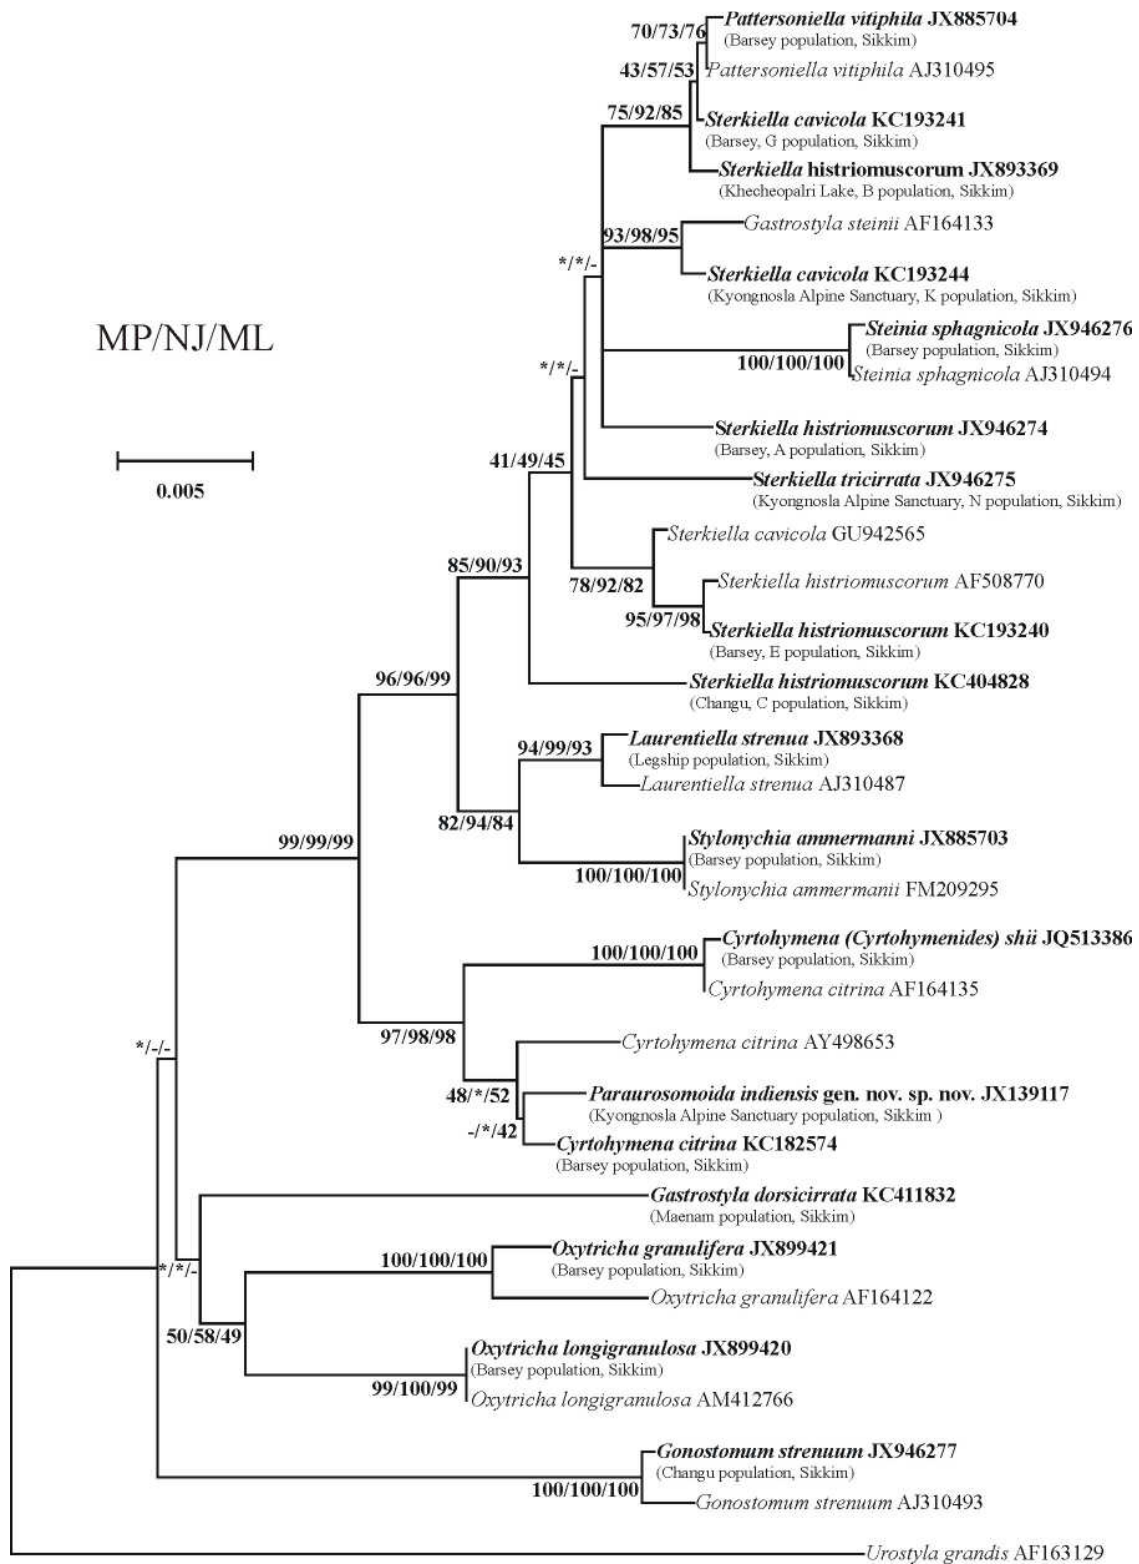 Pattersoniella vitiphila JX885704
70/73/76
(Barsey population, Sikkim)
43/57/53
Pattersoniella vitiphila AJ310495
75/92/85
Sterkiella cavicola KC193241
(Barsey, G population, Sikkim)
Sterkiella histriomuscorum JX893369
(Khecheopalri Lake, B population, Sikkim)
Gastrostyla steinii AF164133
93/98/95
*/*/-
Sterkiella cavicola KC193244
(Kyongnosla Alpine Sanctuary, K population, Sikkim)
MP/NJ/ML
Steinia sphagnicola JX946276
(Barsey population, Sikkim)
100/100/100
*/*/-
Steinia sphagnicola AJ310494
Sterkiella histriomuscorum JX946274
(Barsey, A population, Sikkim)
41/49/45
0.005
Sterkiella tricirrata JX946275
(Kyongnosla Alpine Sanctuary, N population, Sikkim)
Sterkiella cavicola GU942565
85/90/93
78/92/82
Sterkiella histriomuscorum AF508770
95/97/98
Sterkiella histriomuscorum KC193240
(Barsey, E population, Sikkim)
96/96/99
Sterkiella histriomuscorum KC404828
(Changu, C population, Sikkim)
Laurentiella strenua JX893368
94/99/93
(Legship population, Sikkim)
Laurentiella strenua AJ310487
82/94/84
99/99/99
Stylonychia ammermanni JX885703
(Barsey population, Sikkim)
100/100/100
Stylonychia ammermanii FM209295
Cyrtohymena (Cyrtohymenides) shii JQ513386
100/100/100
(Barsey population, Sikkim)
Cyrtohymena citrina AF164135
97/98/98
*/-/-
Cyrtohymena citrina AY498653
48/*/52
Paraurosomoida indiensis gen. nov. sp. nov. JX139117
(Kyongnosla Alpine Sanctuary population, Sikkim )
-/*/42
Cyrtohymena citrina KC182574
(Barsey population, Sikkim)
Gastrostyla dorsicirrata KC411832
(Maenam population, Sikkim)
*/*/-
Oxytricha granulifera JX899421
100/100/100
(Barsey population, Sikkim)
Oxytricha granulifera AF164122
50/58/49
Oxytricha longigranulosa JX899420
(Barsey population, Sikkim)
99/100/99
Oxytricha longigranulosa AM412766
Gonostomum strenuum JX946277
(Changu population, Sikkim)
100/100/100
Gonostomum strenuum AJ310493
Urostyla grandis AF163129